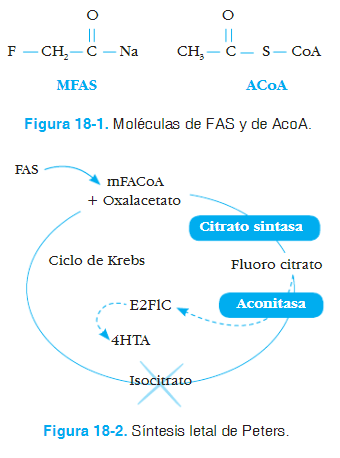 O O
F — CH₂ — C — Na CH₃ — C — S — CoA
MFAS ACoA
Figura 18-1. Moléculas de FAS y de AcoA.
FAS
mFACoA
+ Oxalacetato
Citrato sintasa
Ciclo de Krebs
Fluoro citrato
E2FlC
Aconitasa
4HTA
Isocitrato
Figura 18-2. Síntesis letal de Peters.